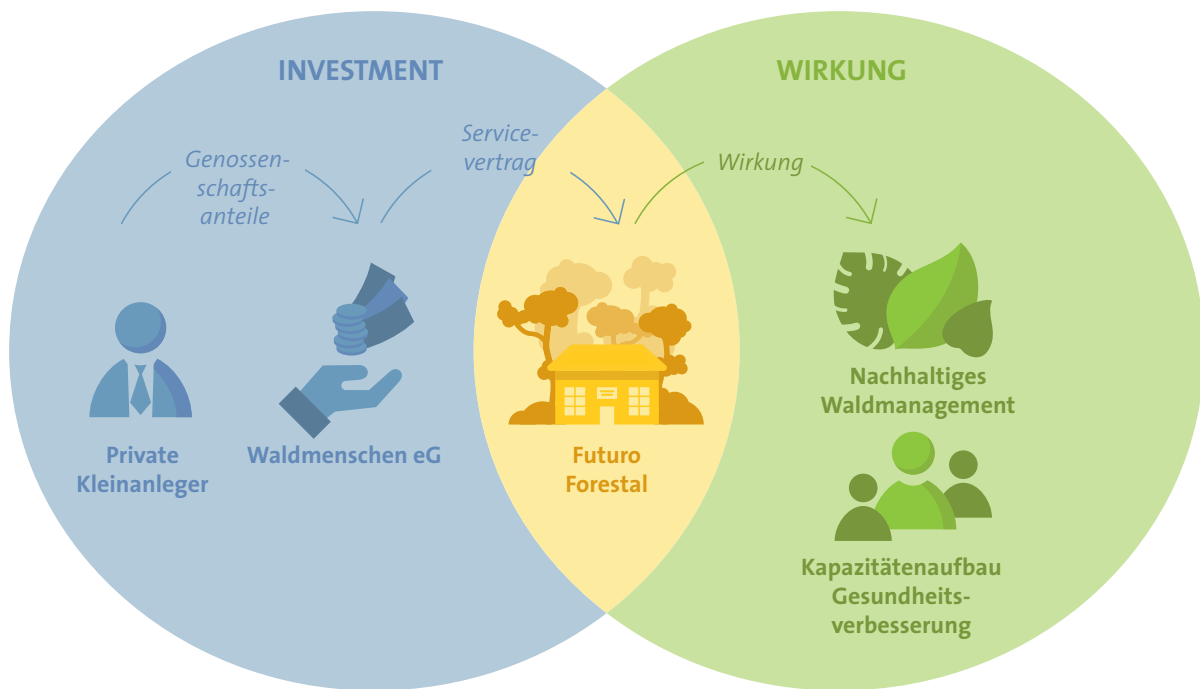 INVESTMENT
WIRKUNG
Genossen-
schafts-
anteile
Service-
vertrag
Wirkung
Private
Kleinanleger
Waldmenschen eG
Futuro
Forestal
Nachhaltiges
Waldmanagement
Kapazitätenaufbau
Gesundheits-
verbesserung